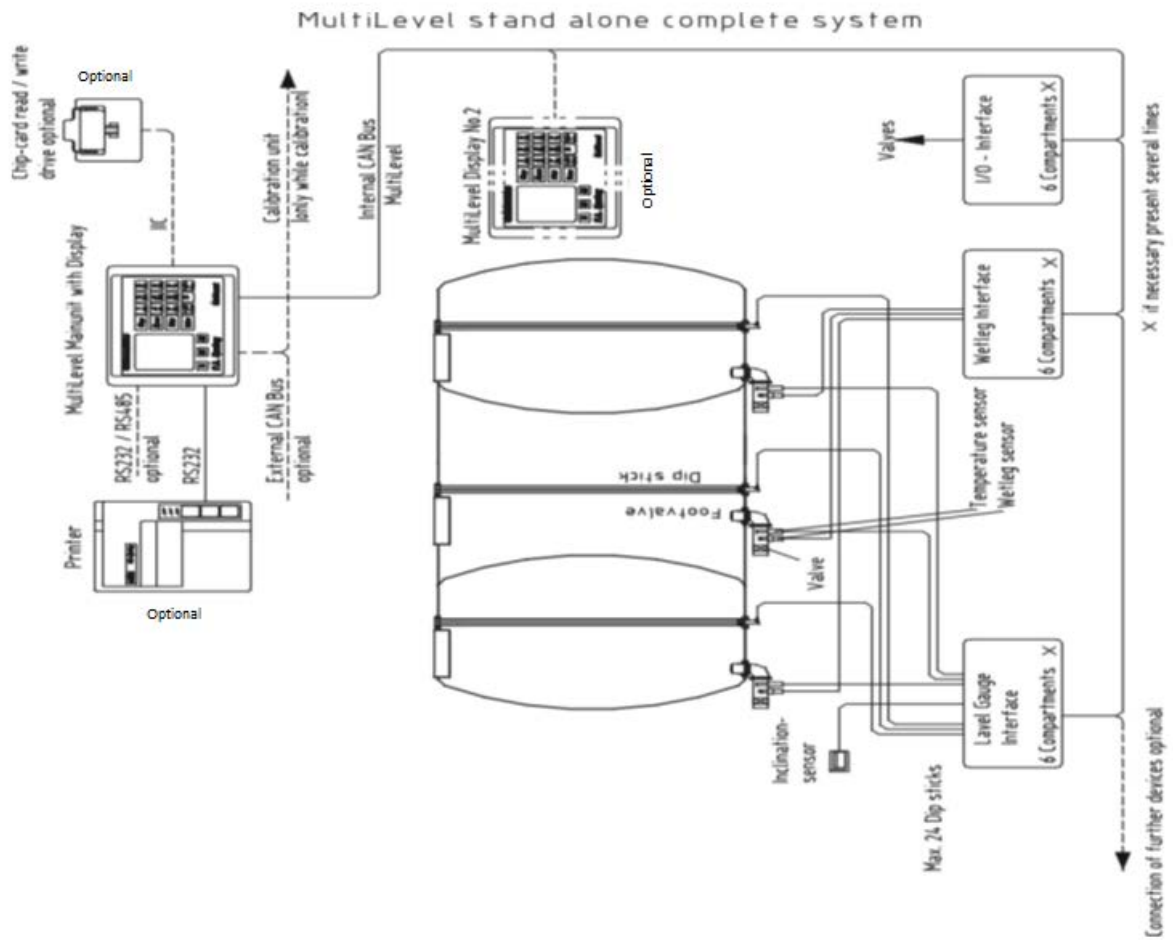 MultiLevel stand alone complete system
Optional
Chip-card read / write
drive optional
IIC
MultiLevel Manunit with Display
RS232 / RS485
optional
RS232
Printer
Optional
External CAN Bus
optional
Calibration unit
(only while calibration)
Internal CAN Bus
MultiLevel
MultiLevel Display No.2
Optional
Dip stick
Footvalve
Valve
Temperature sensor
Wetleg sensor
Inclination-
sensor
Max. 24 Dip sticks
Lavel Gauge
Interface
6 Compartments X
Wetleg Interface
6 Compartments X
Valves
I/O - Interface
6 Compartments X
X if necessary present several times
Connection of further devices optional